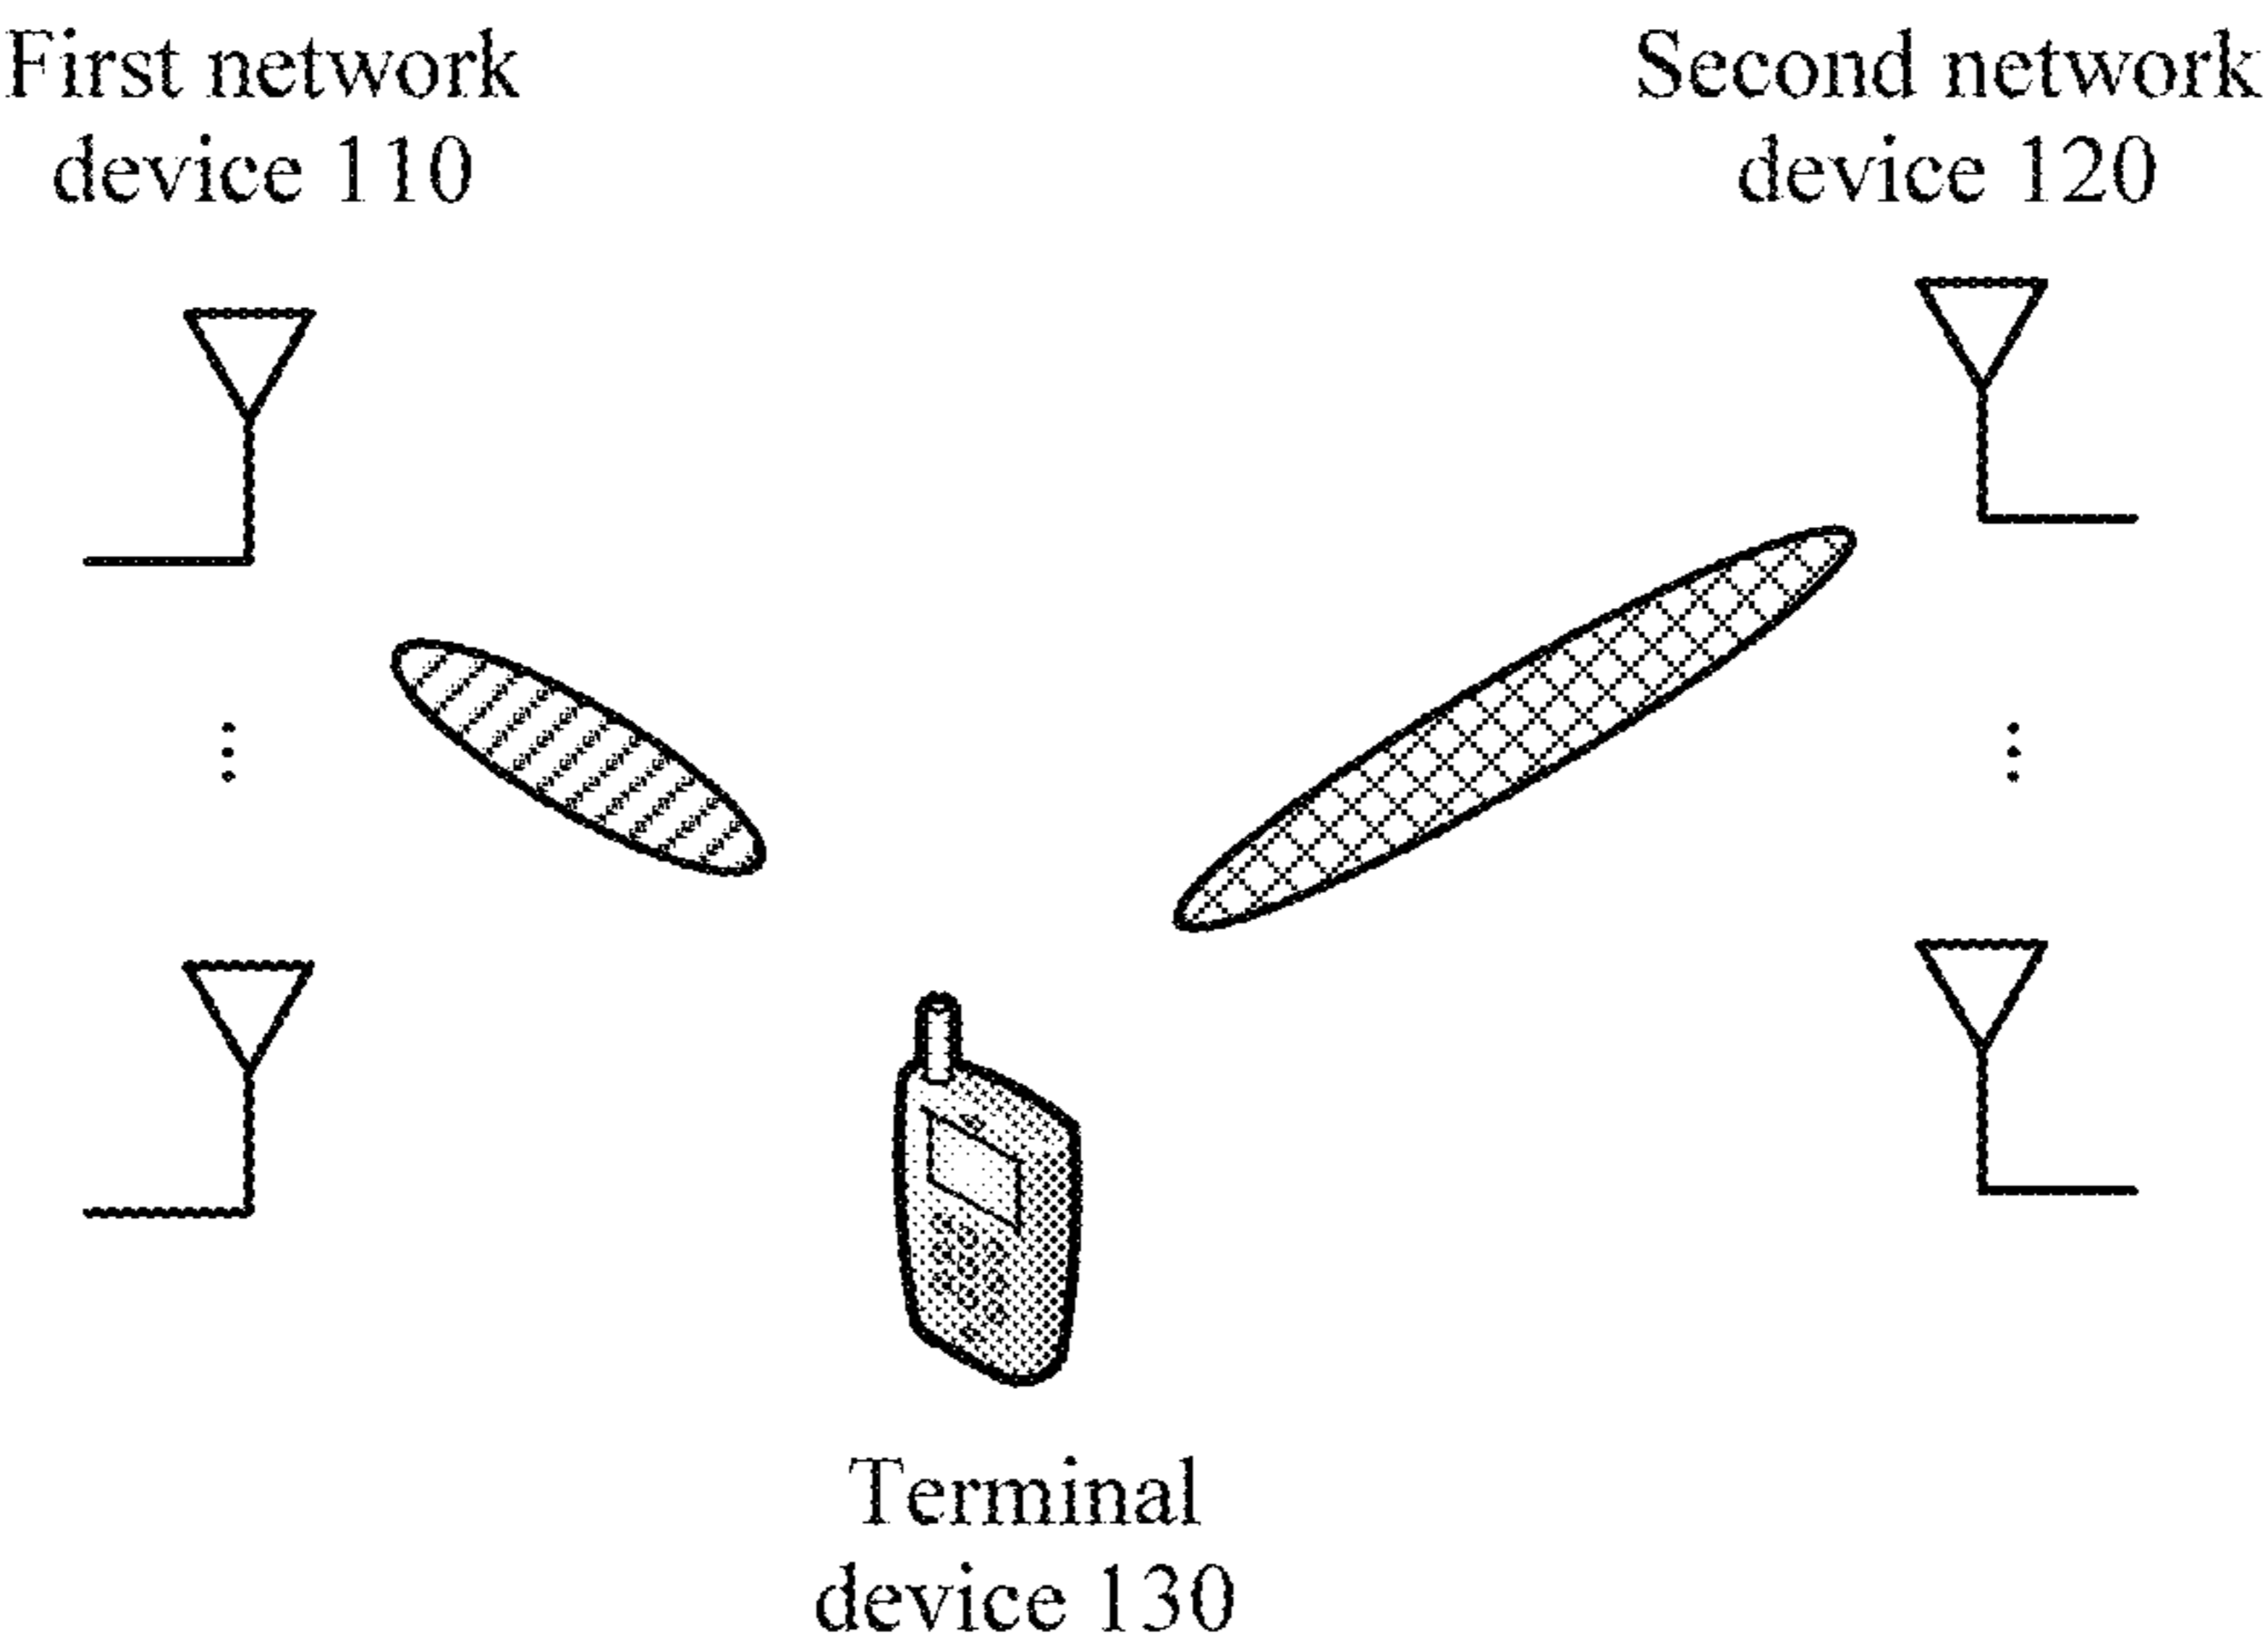 First network
device 110
Second network
device 120
Terminal
device 130